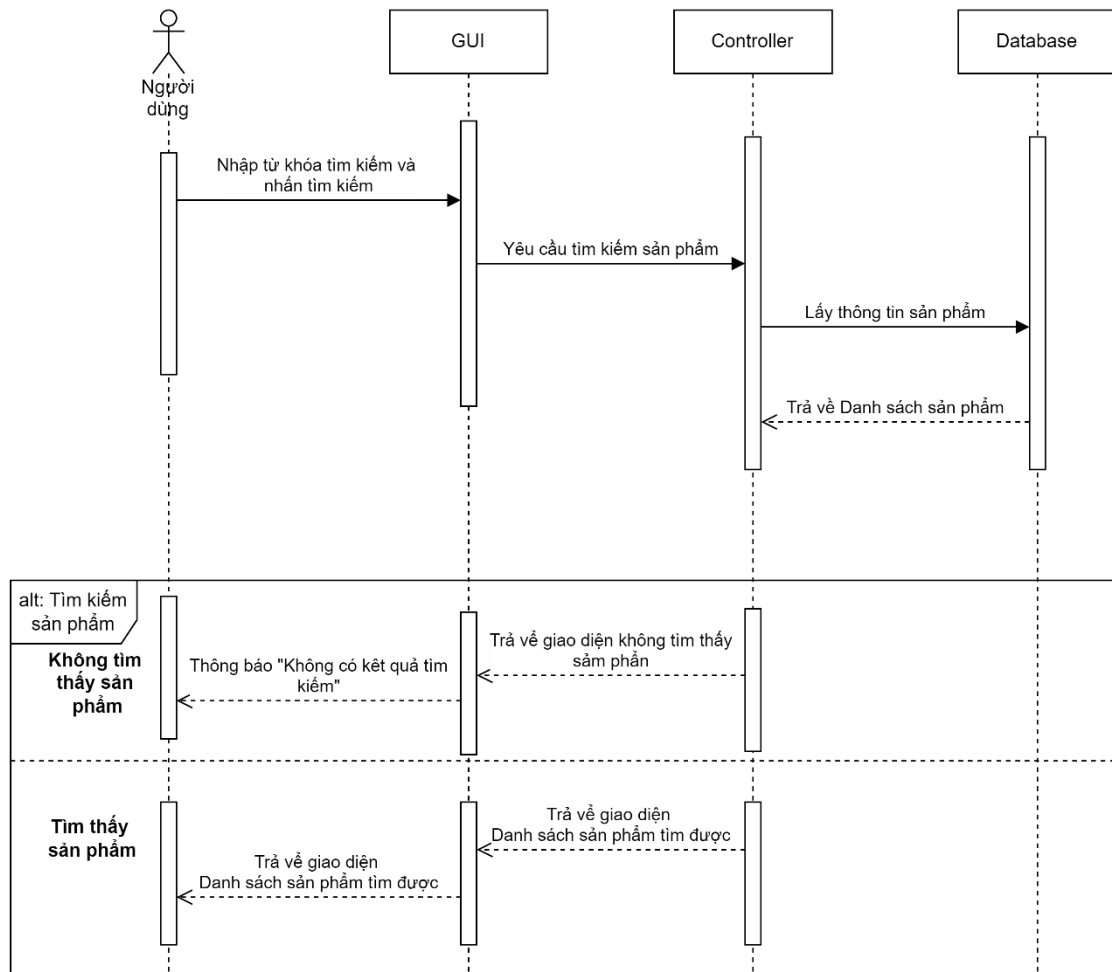 Người
dùng
GUI
Controller
Database
Nhập từ khóa tìm kiếm và
nhấn tìm kiếm
Yêu cầu tìm kiếm sản phẩm
Lấy thông tin sản phẩm
Trả về Danh sách sản phẩm
alt: Tìm kiếm
sản phẩm
Không tìm
thấy sản
phẩm
Trả vể giao diện không tìm thấy
sảm phẩn
Thông báo "Không có kêt quả tìm
kiếm"
Tìm thấy
sản phẩm
Trả vể giao diện
Danh sách sản phẩm tìm được
Trả vể giao diện
Danh sách sản phẩm tìm được